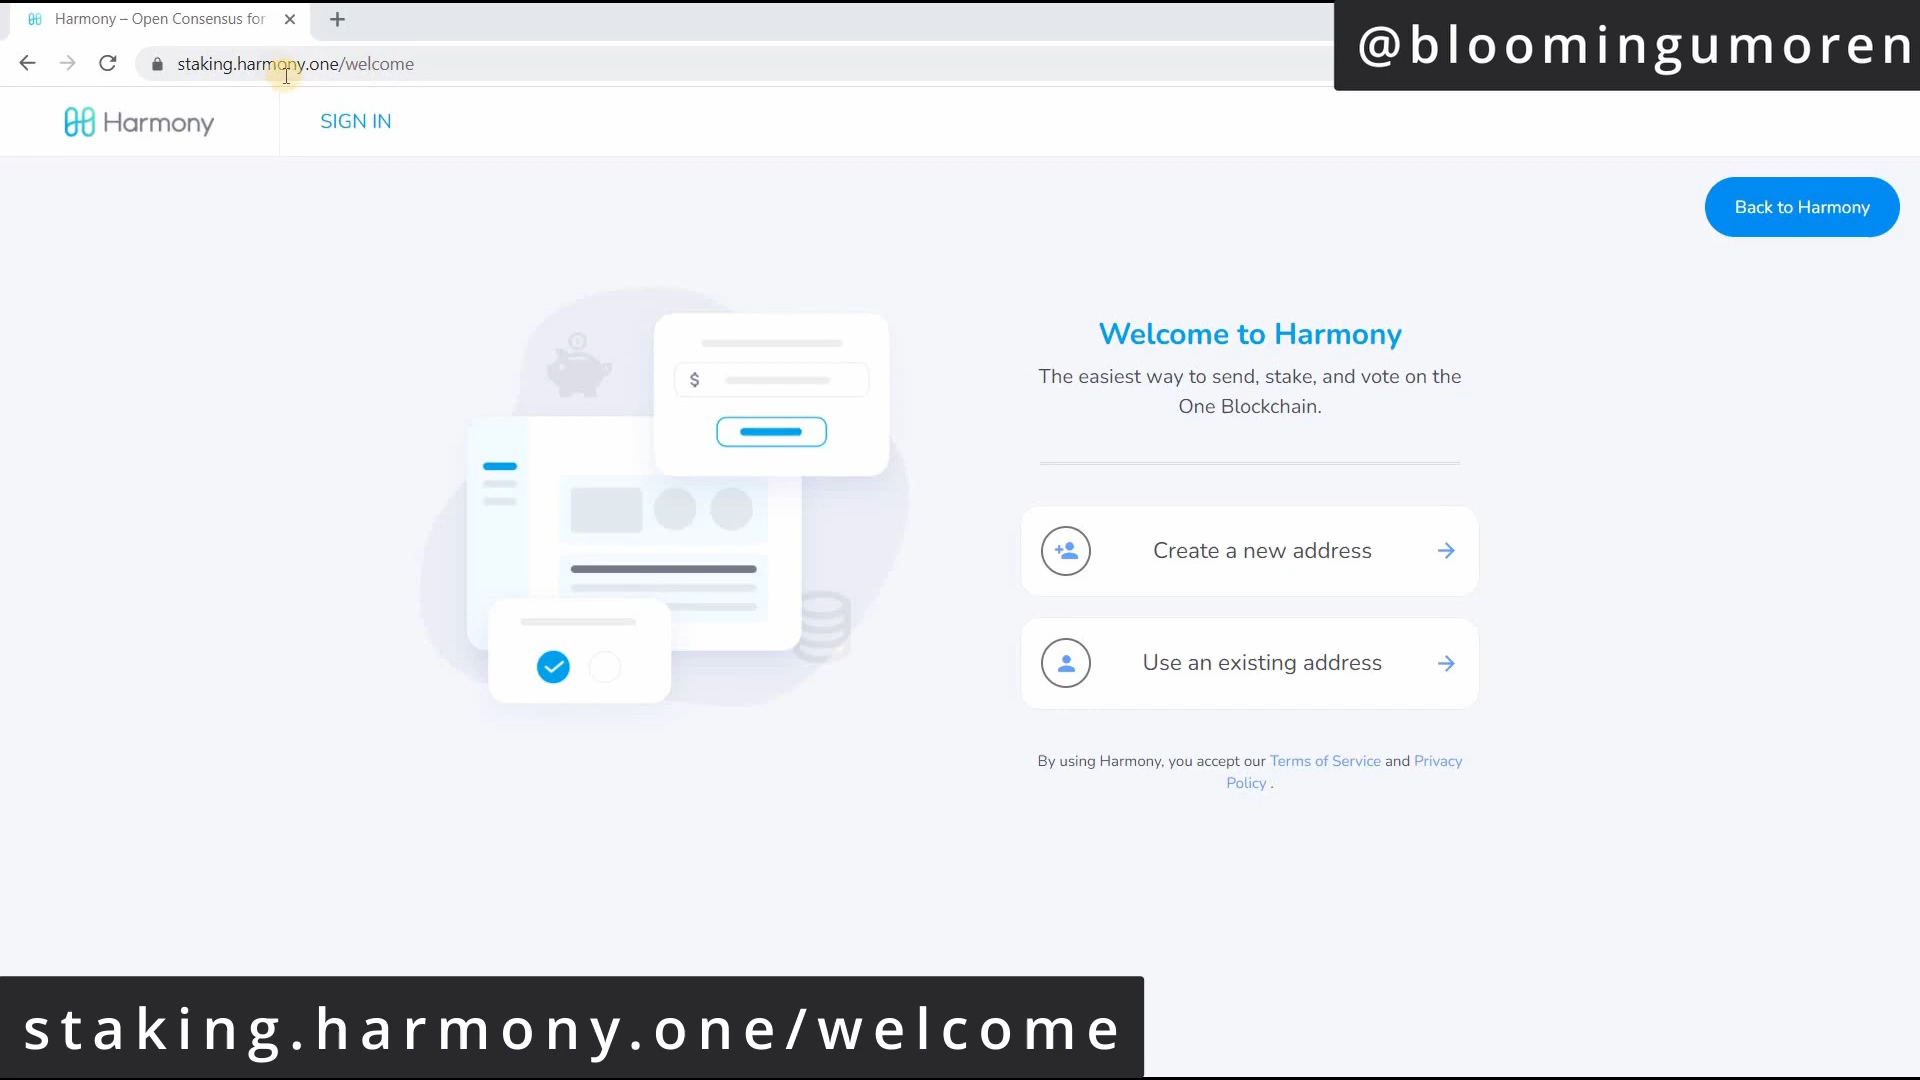 Harmony – Open Consensus for
@bloomingumoren
staking.harmony.one/welcome
Harmony
SIGN IN
Back to Harmony
$
Welcome to Harmony
The easiest way to send, stake, and vote on the
One Blockchain.
Create a new address
Use an existing address
By using Harmony, you accept our Terms of Service and Privacy
Policy .
staking.harmony.one/welcome